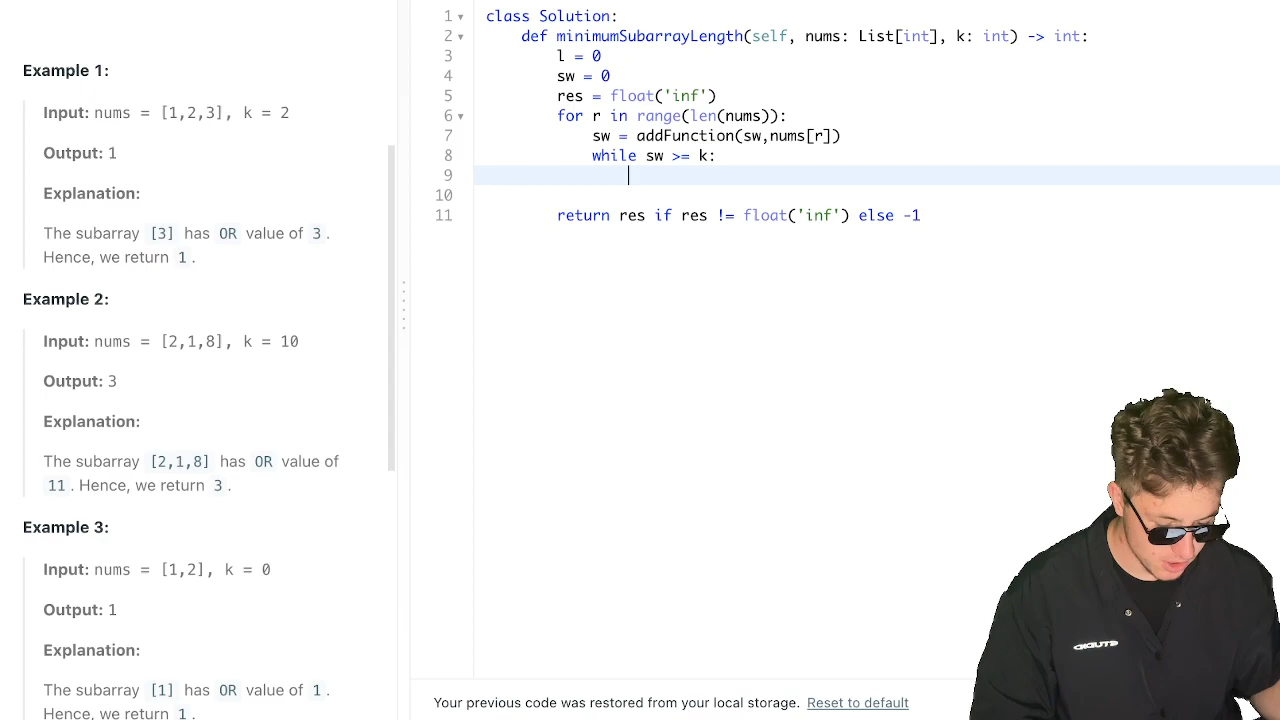 Example 1:
Input: nums = [1,2,3], k = 2
Output: 1
Explanation:
The subarray [3] has OR value of 3.
Hence, we return 1.
Example 2:
Input: nums = [2,1,8], k = 10
Output: 3
Explanation:
The subarray [2,1,8] has OR value of
11. Hence, we return 3.
Example 3:
Input: nums = [1,2], k = 0
Output: 1
Explanation:
The subarray [1] has OR value of 1.
Hence, we return 1.
1 class Solution:
2 def minimumSubarrayLength(self, nums: List[int], k: int) -> int:
3 l = 0
4 sw = 0
5 res = float('inf')
6 for r in range(len(nums)):
7 sw = addFunction(sw,nums[r])
8 while sw >= k:
9
10
11 return res if res != float('inf') else -1
Your previous code was restored from your local storage. Reset to default